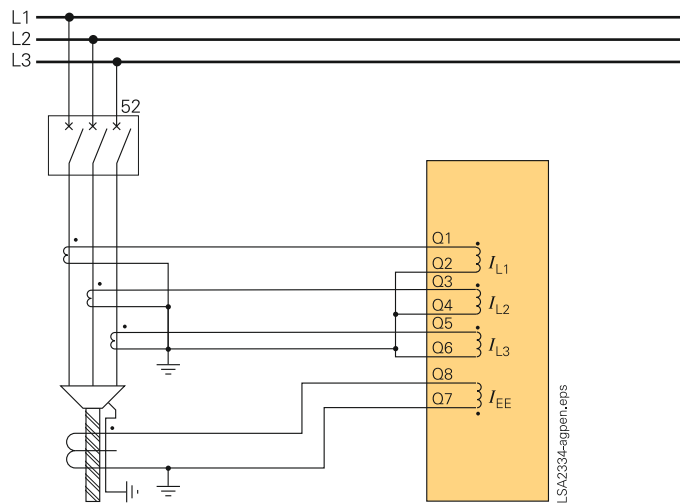 L1
L2
L3
52
Q1
Q2
I L1
Q3
Q4
I L2
Q5
Q6
I L3
Q8
Q7
I EE
LSA2334-agpen.eps